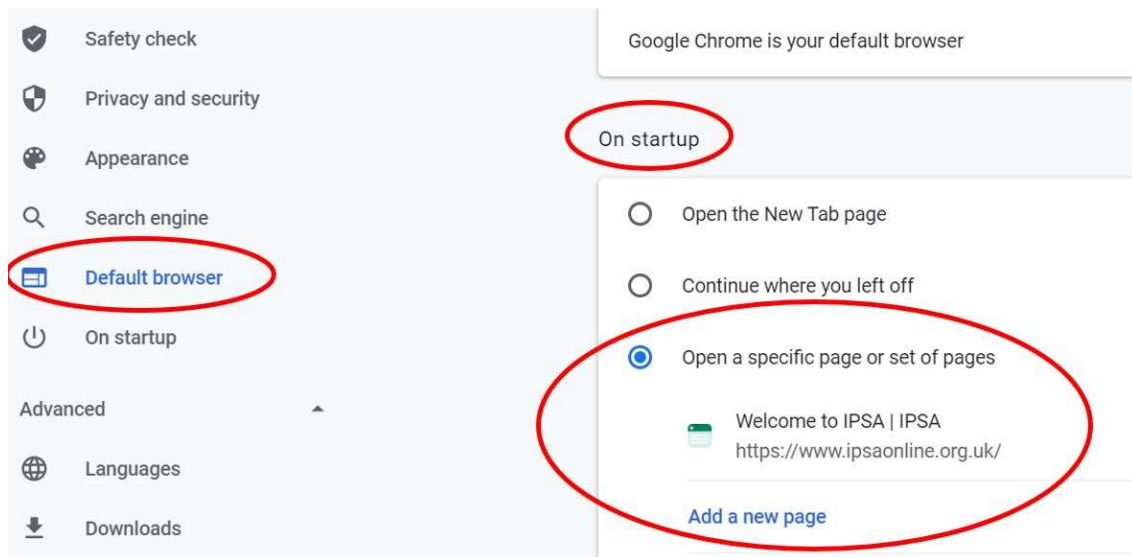 Safety check
Privacy and security
Appearance
Search engine
Default browser
On startup
Advanced
Languages
Downloads
Google Chrome is your default browser
On startup
Open the New Tab page
Continue where you left off
Open a specific page or set of pages
Welcome to IPSA | IPSA
https://www.ipsaonline.org.uk/
Add a new page